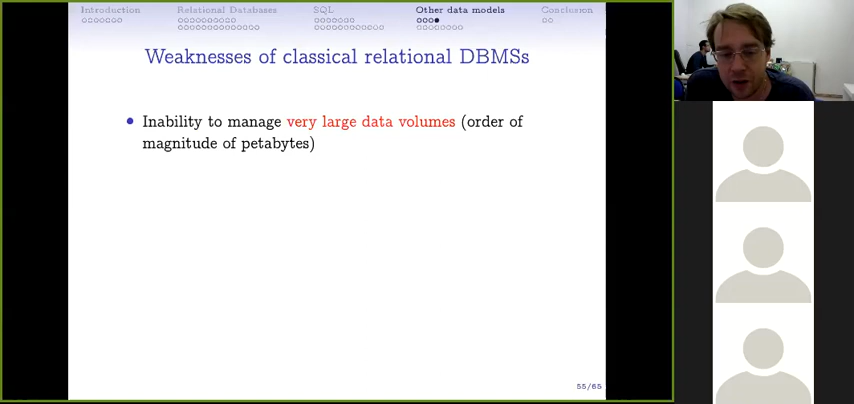 Introduction Relational Databases SQL Other data models Conclusion
Weaknesses of classical relational DBMSs
Inability to manage very large data volumes (order of
magnitude of petabytes)
55/65